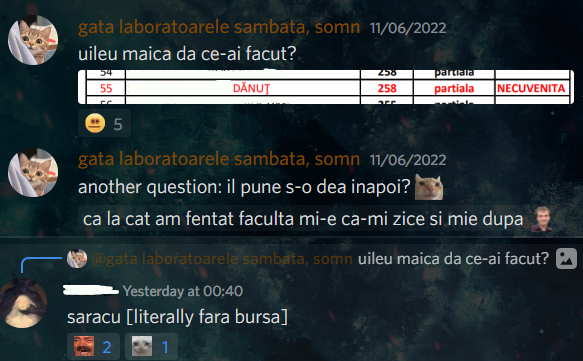 gata laboratoarele sambata, somn 11/06/2022
uileu maica da ce-ai facut?
54 258 partiala
55 DĂNUȚ 258 partiala NECUVENITA
56 255 partiala
5
gata laboratoarele sambata, somn 11/06/2022
another question: il pune s-o dea inapoi?
ca la cat am fentat faculta mi-e ca-mi zice si mie dupa
@gata laboratoarele sambata, somn uileu maica da ce-ai facut?
Yesterday at 00:40
saracu [literally fara bursa]
2 1